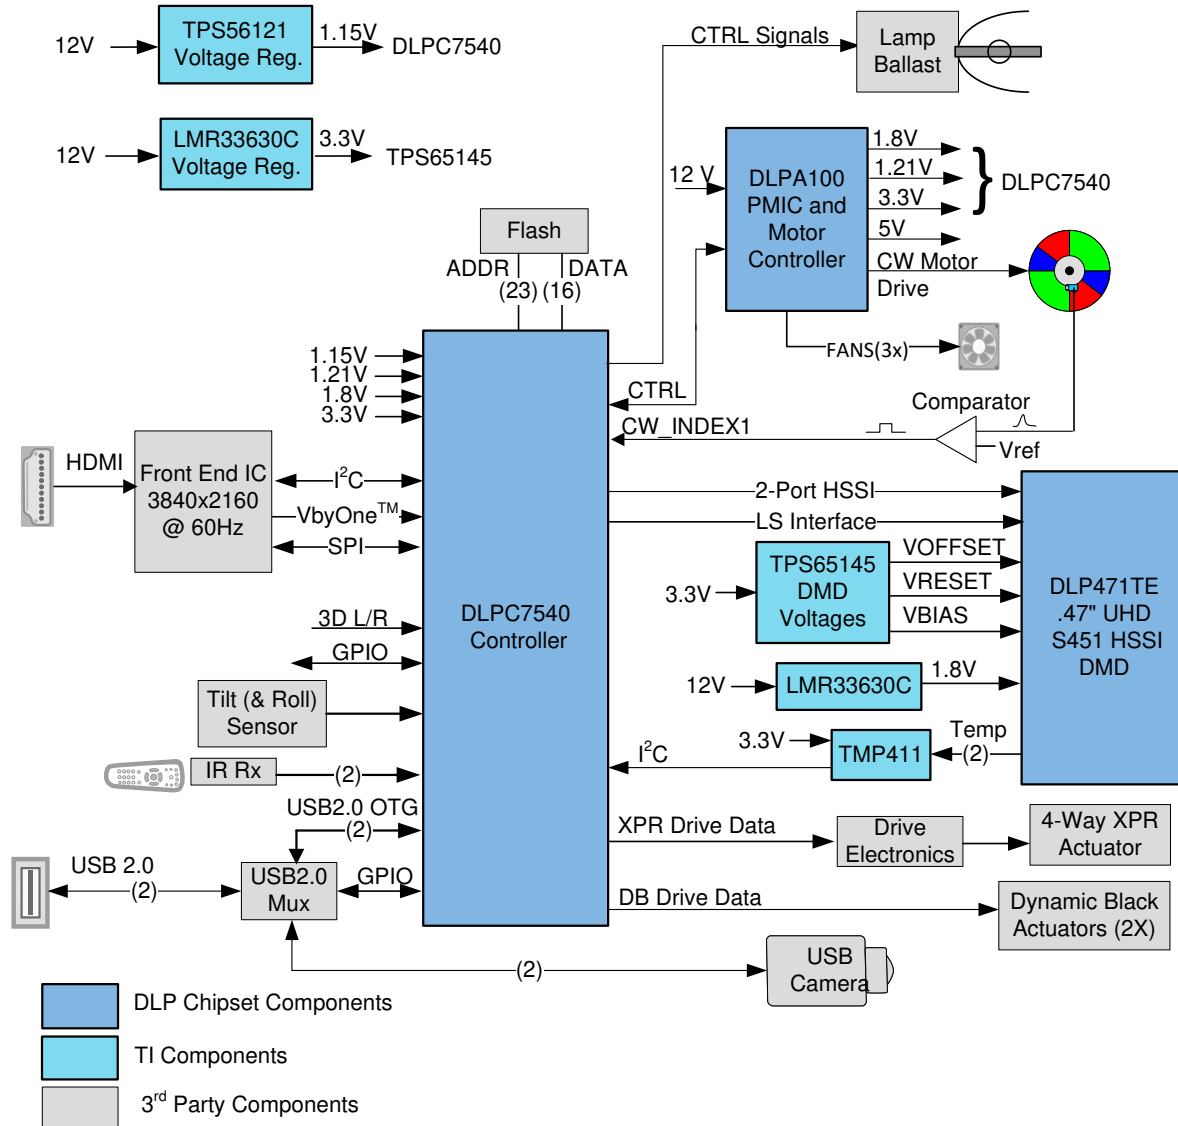 12V
TPS56121
Voltage Reg.
1.15V
DLPC7540
12V
LMR33630C
Voltage Reg.
3.3V
TPS65145
CTRL Signals
Lamp
Ballast
12 V
DLPA100
PMIC and
Motor
Controller
1.8V
1.21V
3.3V
5V
DLPC7540
CW Motor
Drive
FANS(3x)
Flash
ADDR
(23)
DATA
(16)
1.15V
1.21V
1.8V
3.3V
CTRL
CW_INDEX1
Comparator
Vref
HDMI
Front End IC
3840x2160
@ 60Hz
I2C
VbyOne™
SPI
DLPC7540
Controller
2-Port HSSI
LS Interface
3.3V
TPS65145
DMD
Voltages
VOFFSET
VRESET
VBIAS
DLP471TE
.47" UHD
S451 HSSI
DMD
12V
LMR33630C
1.8V
3.3V
TMP411
Temp
(2)
I2C
3D L/R
GPIO
Tilt (& Roll)
Sensor
IR Rx
(2)
USB2.0 OTG
(2)
USB 2.0
(2)
USB2.0
Mux
GPIO
XPR Drive Data
Drive
Electronics
4-Way XPR
Actuator
DB Drive Data
Dynamic Black
Actuators (2X)
(2)
USB
Camera
DLP Chipset Components
TI Components
3rd Party Components